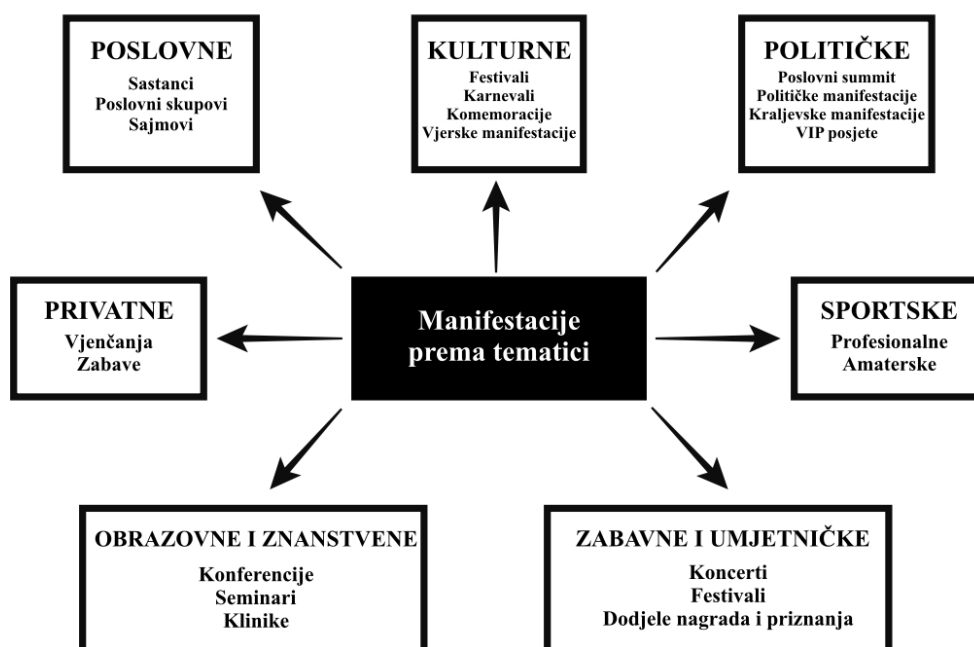 POSLOVNE
Sastanci
Poslovni skupovi
Sajmovi
KULTURNE
Festivali
Karnevali
Komemoracije
Vjerske manifestacije
POLITIČKE
Poslovni summit
Političke manifestacije
Kraljevske manifestacije
VIP posjete
PRIVATNE
Vjenčanja
Zabave
Manifestacije
prema tematici
SPORTSKE
Profesionalne
Amaterske
OBRAZOVNE I ZNANSTVENE
Konferencije
Seminari
Klinike
ZABAVNE I UMJETNIČKE
Koncerti
Festivali
Dodjele nagrada i priznanja